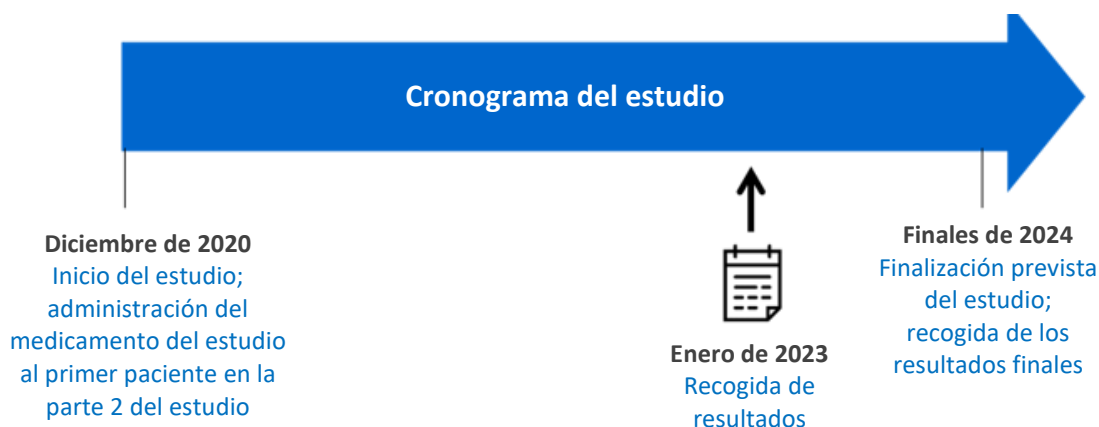 Cronograma del estudio
Diciembre de 2020
Inicio del estudio;
administración del
medicamento del estudio
al primer paciente en la
parte 2 del estudio
Enero de 2023
Recogida de
resultados
Finales de 2024
Finalización prevista
del estudio;
recogida de los
resultados finales